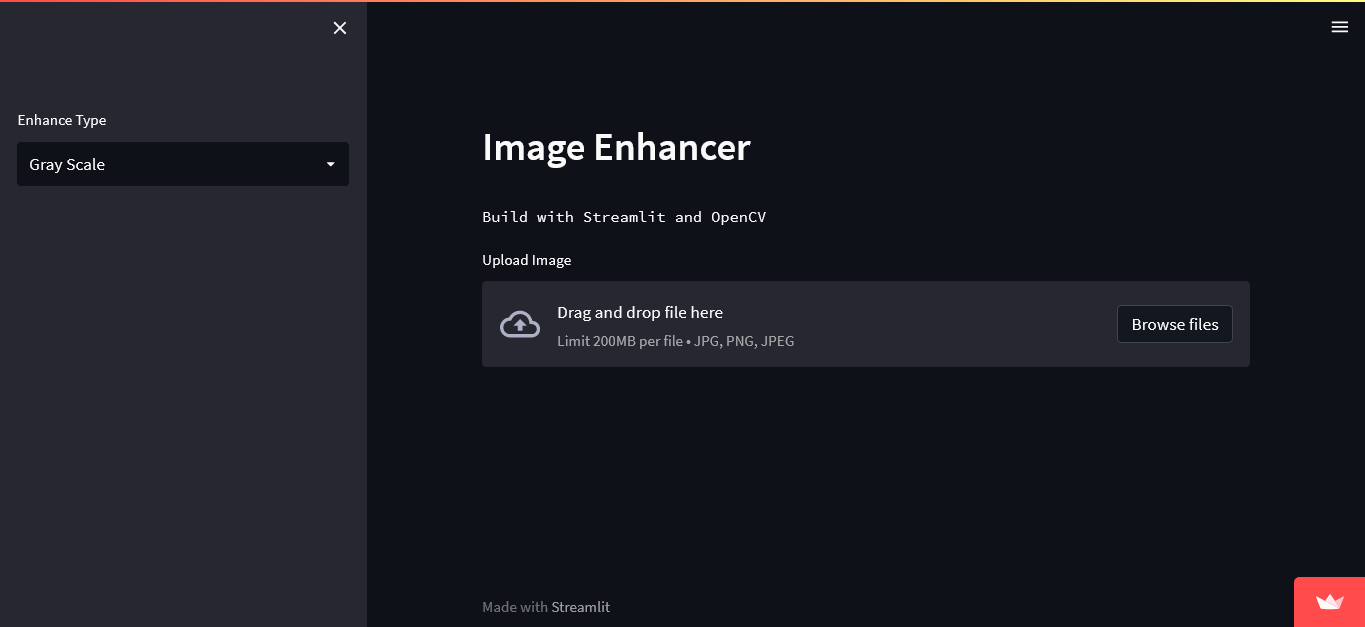 Enhance Type
Gray Scale
Image Enhancer
Build with Streamlit and OpenCV
Upload Image
Drag and drop file here
Limit 200MB per file • JPG, PNG, JPEG
Browse files
Made with Streamlit